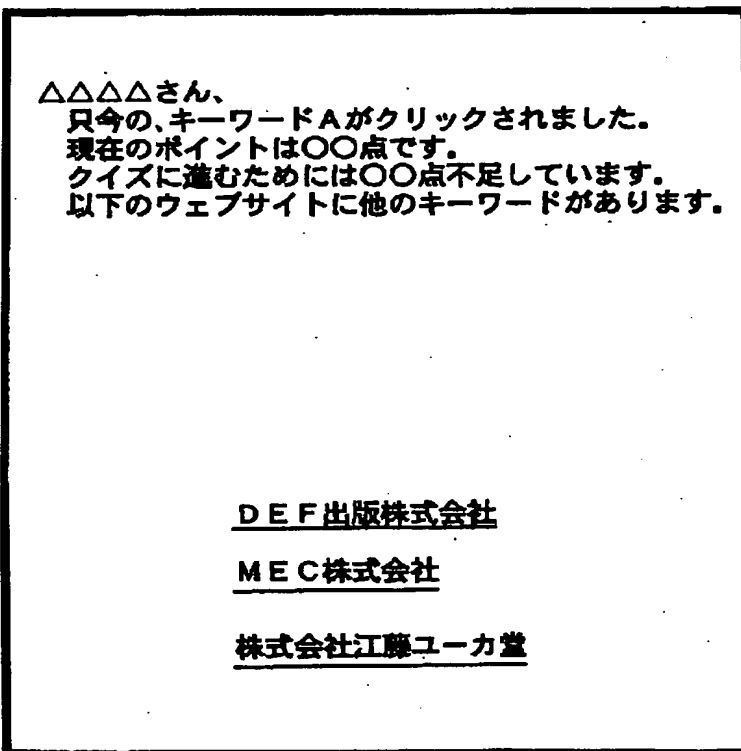 △△△△さん、
只今の、キーワードAがクリックされました。
現在のポイントは〇〇点です。
クイズに進むためには〇〇点不足しています。
以下のウェブサイトに他のキーワードがあります。
DEF出版株式会社
MEC株式会社
株式会社江藤ユーカ堂